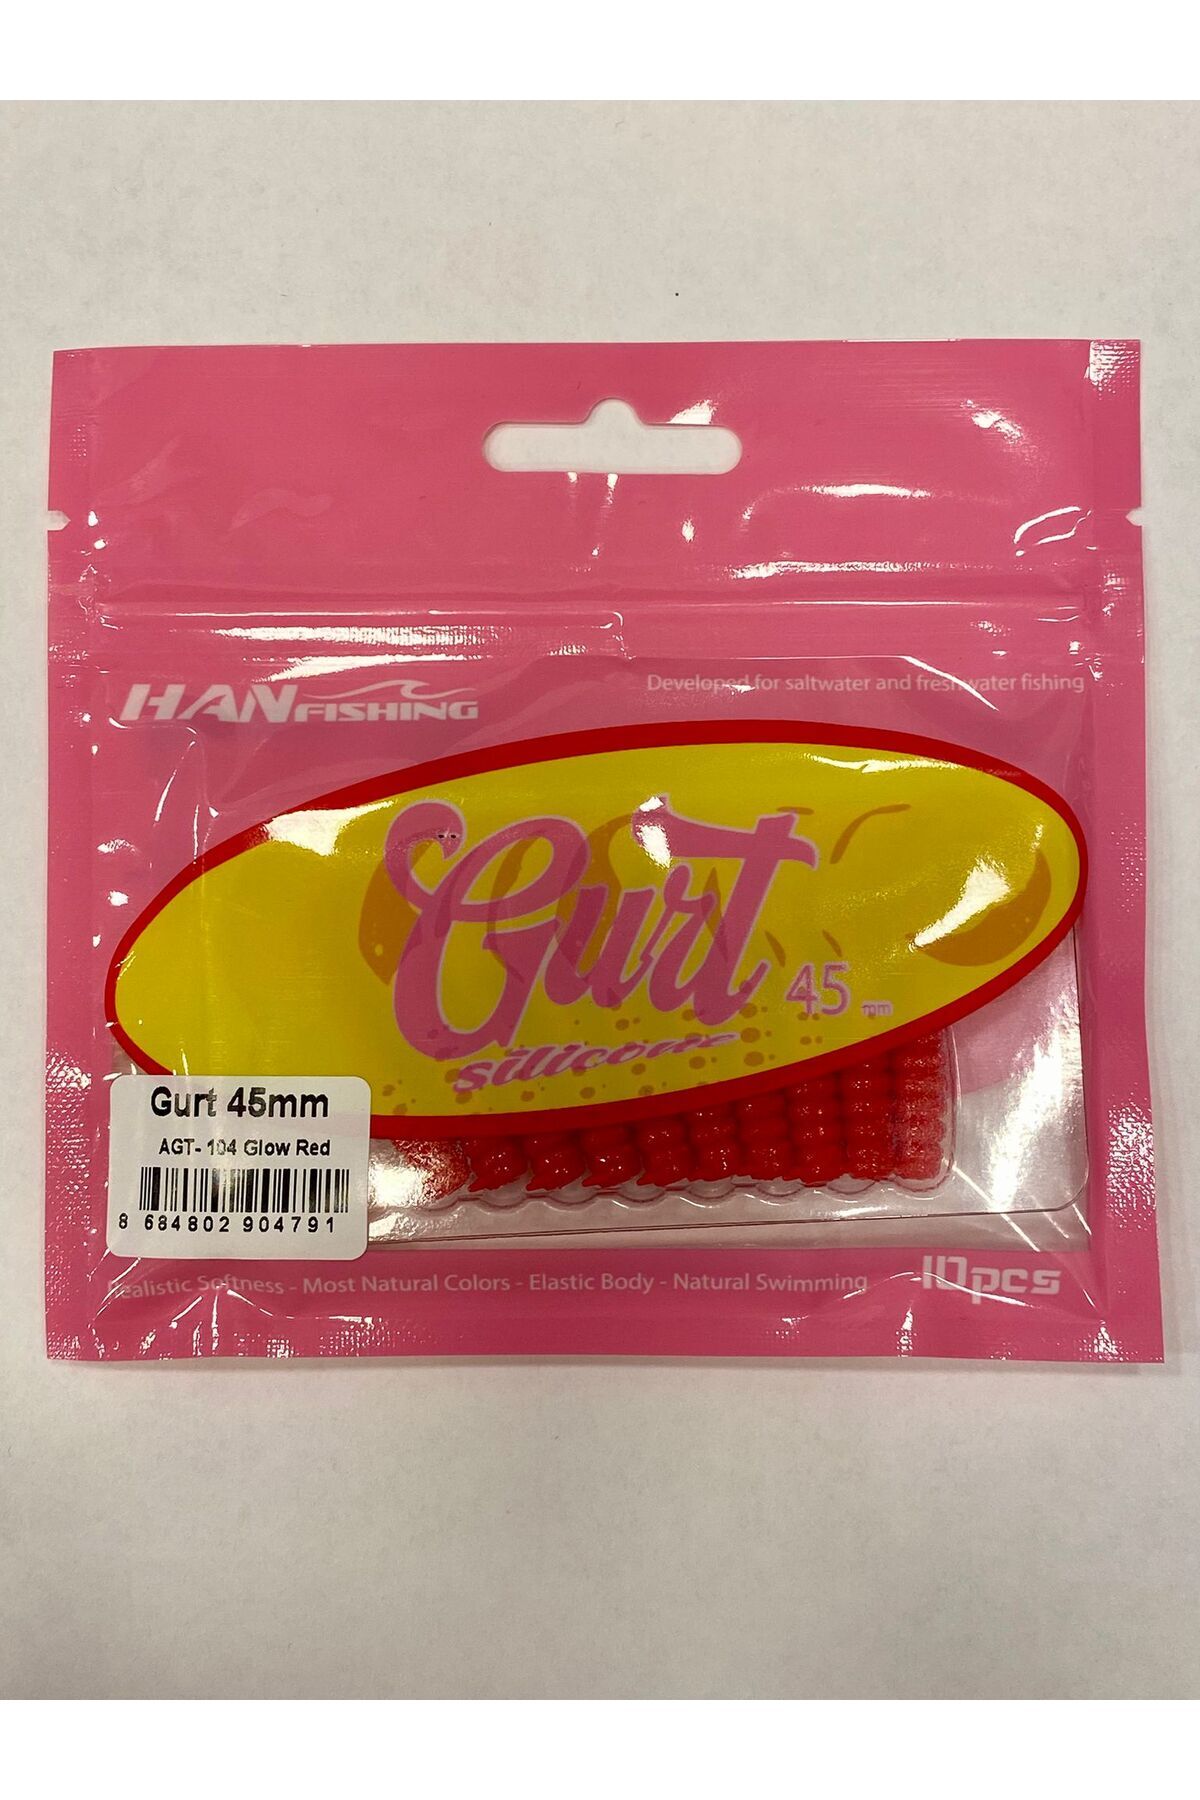 HANFISHING
Developed for saltwater and freshwater fishing
Gurt
45 mm
silicone
Gurt 45mm
AGT- 104 Glow Red
8 684802 904791
Realistic Softness - Most Natural Colors - Elastic Body - Natural Swimming
10pcs